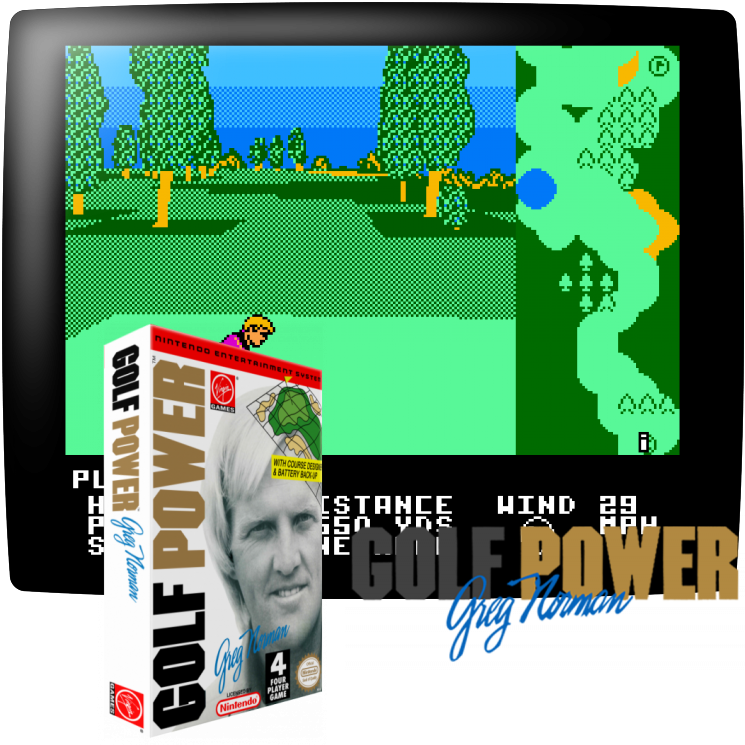 P
PL
H
ISTANCE WIND 29
P
550 YDS MPH
S
GOLF POWER
Greg Norman
GOLF POWER
Greg Norman
VIRGIN GAMES
NINTENDO ENTERTAINMENT SYSTEM
Virgin
GAMES
WITH COURSE DESIGNER
& BATTERY BACK-UP
GOLF POWER
Greg Norman
LICENSED BY
Nintendo
4
FOUR
PLAYER
GAME